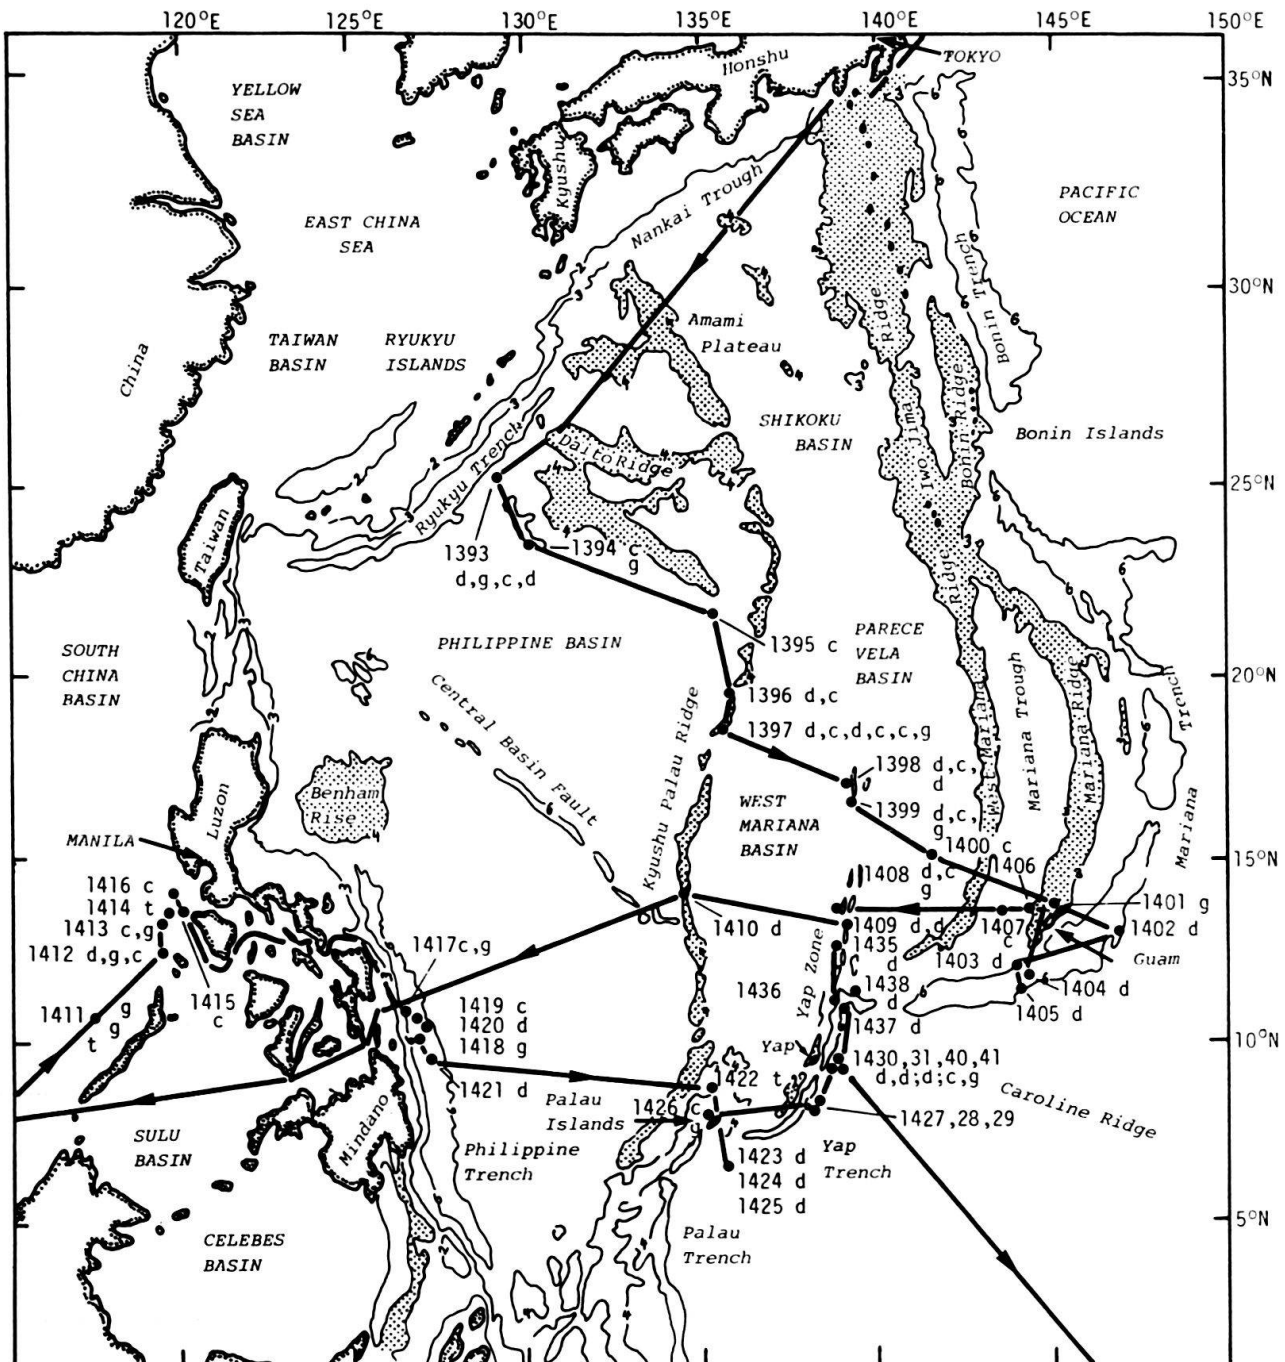 120°E 125°E 130°E 135°E 140°E 145°E 150°E
Honshu
TOKYO
35°N
YELLOW
SEA
BASIN
Kyushu
EAST CHINA
SEA
Nankai Trough
PACIFIC
OCEAN
30°N
Bonin Trench
Ridge
TAIWAN
BASIN
RYUKYU
ISLANDS
Amami
Plateau
China
SHIKOKU
BASIN
Iwo Jima
Bonin Ridge
Bonin Islands
Daito Ridge
25°N
Ryukyu Trench
Taiwan
1393
d,g,c,d
1394 c
g
Ridge
SOUTH
CHINA
BASIN
PHILIPPINE BASIN
1395 c
PARECE
VELA
BASIN
20°N
Central Basin Fault
1396 d,c
1397 d,c,d,c,c,g
Kyushu Palau Ridge
West Mariana
Mariana Trough
Mariana Ridge
Mariana Trench
1398 d,c,
d
Luzon
Benham
Rise
WEST
MARIANA
BASIN
1399 d,c,
g
MANILA
1400 c
15°N
1406
1408
d,c
g
1416 c
1414 t
1413 c,g
1412 d,g,c
1401 g
1402 d
1407
c
1409 d,d
1410 d
1417c,g
1435
d
1403 d
Guam
1404 d
1405 d
1415
c
1436
1438
d
1437 d
Yap Zone
1411
g
g
t
1419 c
1420 d
1418 g
10°N
Yap
1430,31,40,41
d,d;d;c,g
1421 d
1422 t,
1426 c
g
Palau
Islands
1427,28,29
Caroline Ridge
Mindano
SULU
BASIN
Philippine
Trench
1423 d
1424 d
1425 d
Yap
Trench
5°N
CELEBES
BASIN
Palau
Trench